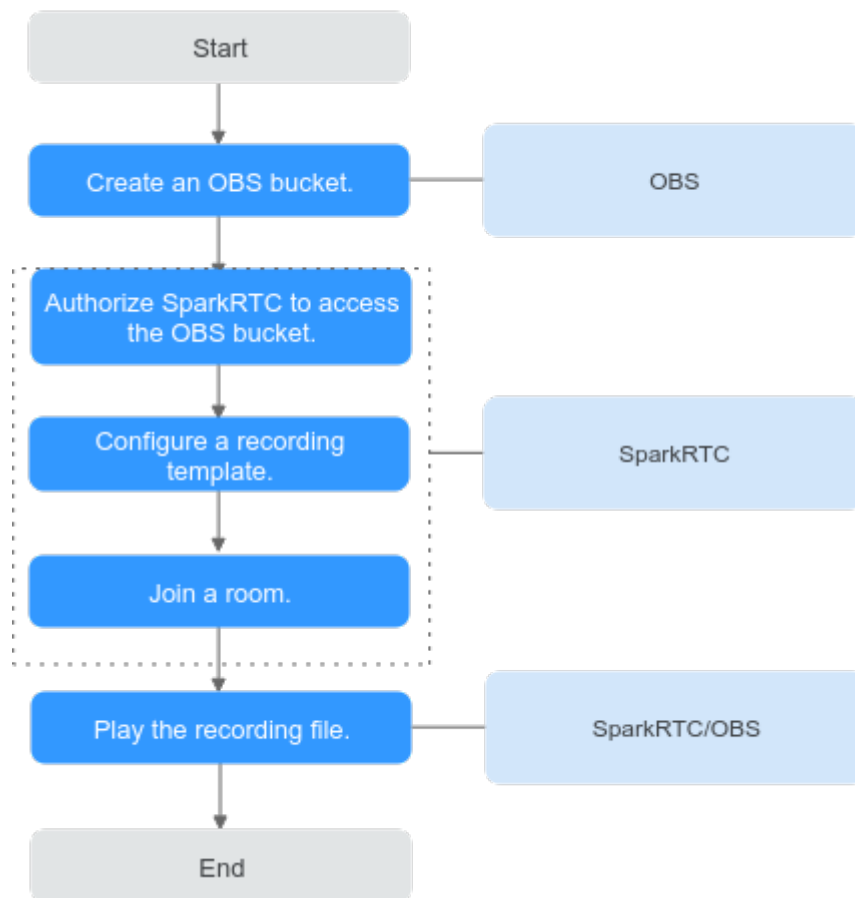 Start
Create an OBS bucket.
OBS
Authorize SparkRTC to access
the OBS bucket.
Configure a recording
template.
SparkRTC
Join a room.
Play the recording file.
SparkRTC/OBS
End